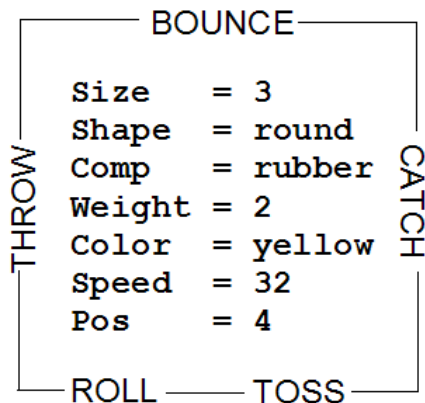 BOUNCE
Size = 3
Shape = round
Comp = rubber
Weight = 2
Color = yellow
Speed = 32
Pos = 4
THROW
CATCH
ROLL
TOSS